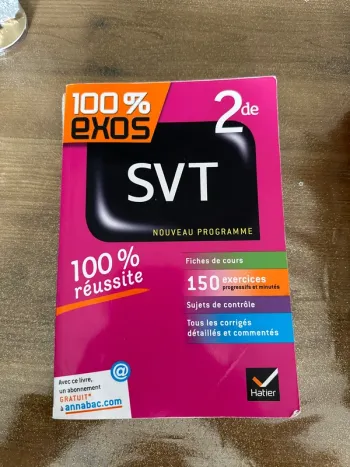 100 %
exos
2de
SVT
NOUVEAU PROGRAMME
100 %
réussite
Fiches de cours
150 exercices
progressifs et minutés
Sujets de contrôle
Tous les corrigés
détaillés et commentés
Avec ce livre,
un abonnement
GRATUIT*
à annabac.com
@
Hatier